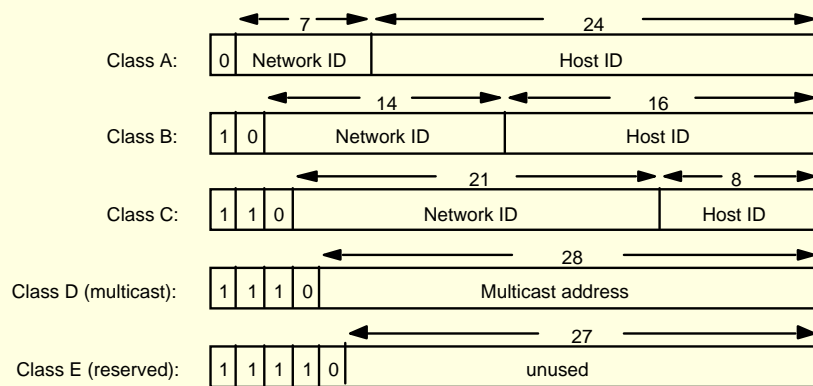 7 24
Class A: 0 Network ID Host ID
14 16
Class B: 1 0 Network ID Host ID
21 8
Class C: 1 1 0 Network ID Host ID
28
Class D (multicast): 1 1 1 0 Multicast address
27
Class E (reserved): 1 1 1 1 0 unused